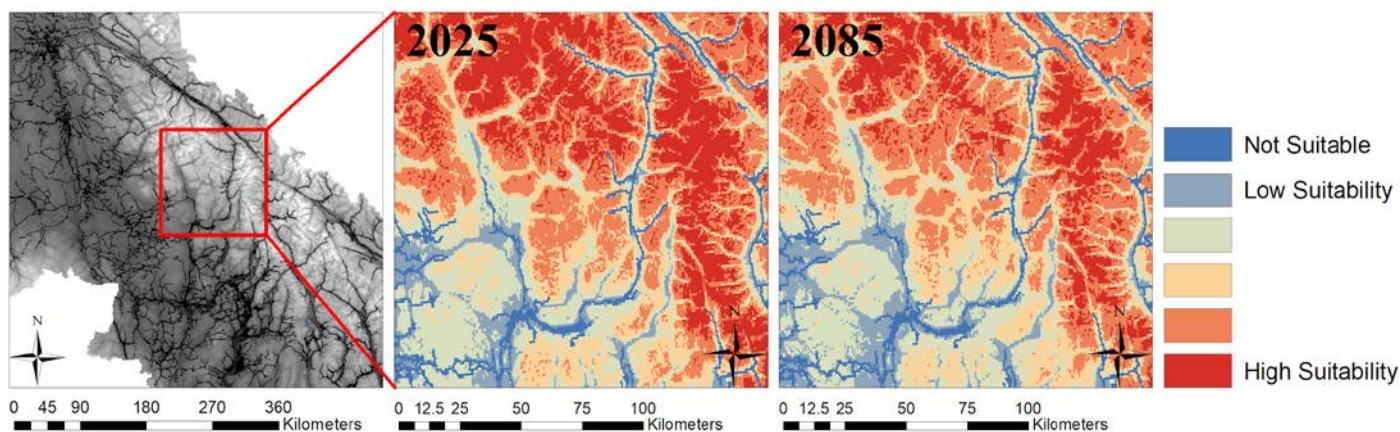 2025
2085
Not Suitable
Low Suitability
High Suitability
N
N
N
0 45 90 180 270 360
Kilometers
0 12.5 25 50 75 100
Kilometers
0 12.5 25 50 75 100
Kilometers